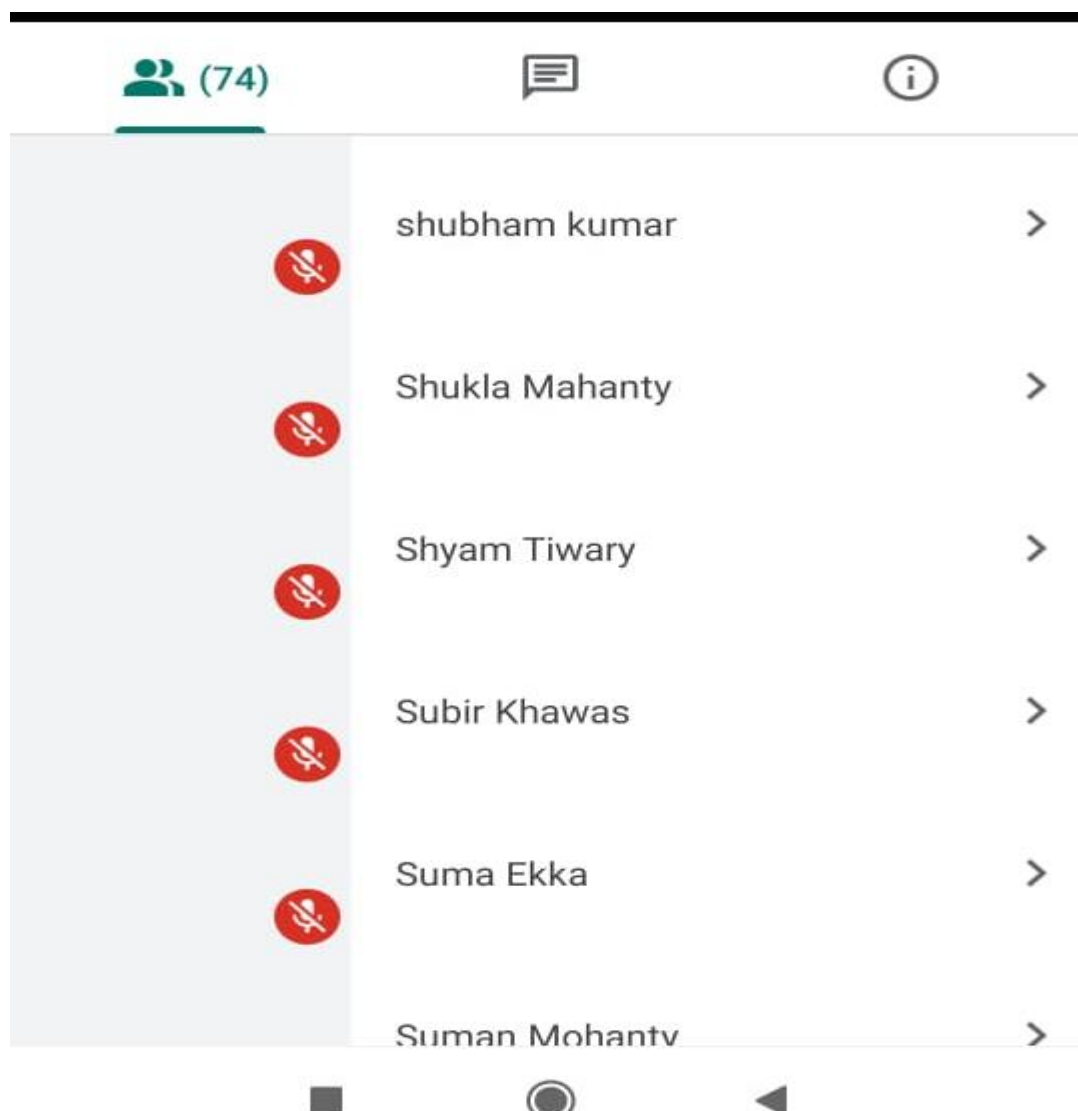 (74)
shubham kumar
Shukla Mahanty
Shyam Tiwary
Subir Khawas
Suma Ekka
Suman Mohanty